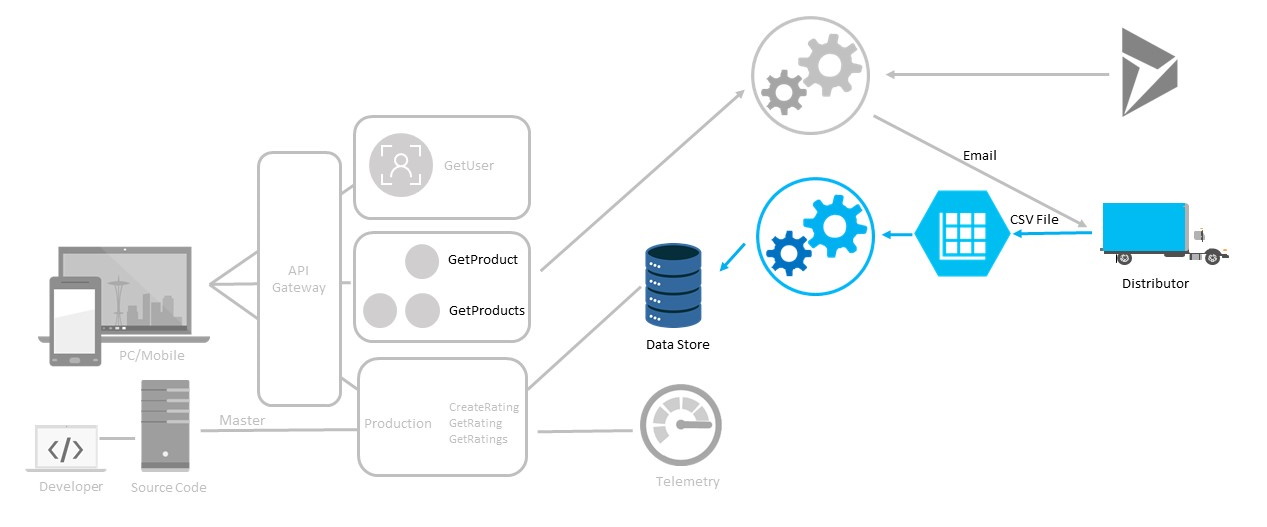 Email
GetUser
GetProduct
GetProducts
CSV File
API
Gateway
Distributor
Data Store
PC/Mobile
Master
Production
CreateRating
GetRating
GetRatings
</>
Developer
Source Code
Telemetry